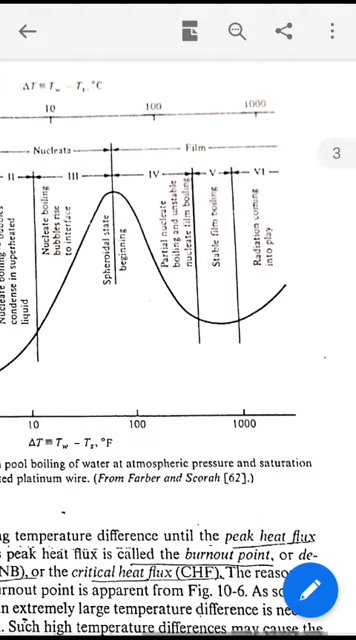 ΔT ≡ Tw − Ts, °C
10 100 1000
Nucleate Film
3
II III IV V VI
condense in superheated
liquid
Nucleate boiling
bubbles rise
to interface
Spheroidal state
beginning
Partial nucleate
boiling and unstable
nucleate film boiling
Stable film boiling
Radiation coming
into play
10 100 1000
ΔT ≡ Tw − Ts, °F
pool boiling of water at atmospheric pressure and saturation
ted platinum wire. (From Farber and Scorah [62].)
ng temperature difference until the peak heat flux
s peak heat flux is called the burnout point, or de-
NB), or the critical heat flux (CHF). The reaso
rnout point is apparent from Fig. 10-6. As so
n extremely large temperature difference is ne
. Such high temperature differences may cause the